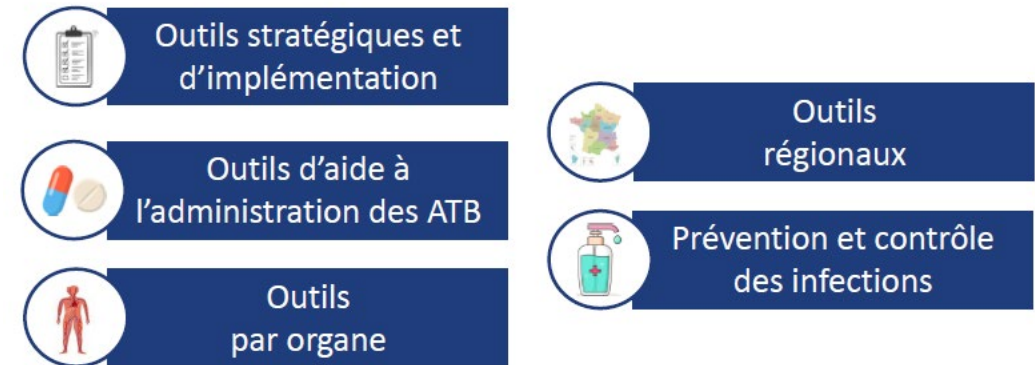 Outils stratégiques et
d’implémentation
Outils d’aide à
l’administration des ATB
Outils
par organe
Outils
régionaux
Prévention et contrôle
des infections